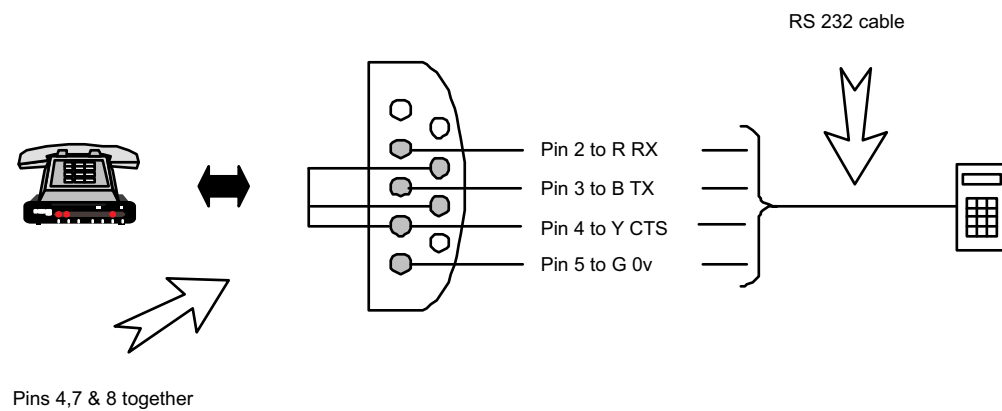 RS 232 cable
Pin 2 to R RX
Pin 3 to B TX
Pin 4 to Y CTS
Pin 5 to G 0v
Pins 4,7 & 8 together